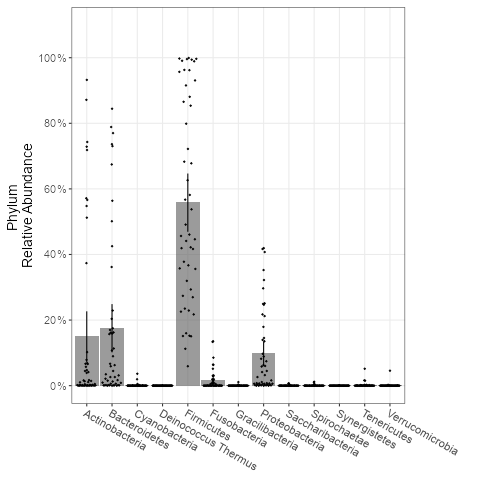 Phylum
Relative Abundance
100%
80%
60%
40%
20%
0%
Actinobacteria
Bacteroidetes
Cyanobacteria
Deinococcus Thermus
Firmicutes
Fusobacteria
Gracilibacteria
Proteobacteria
Saccharibacteria
Spirochaetae
Synergistetes
Tenericutes
Verrucomicrobia